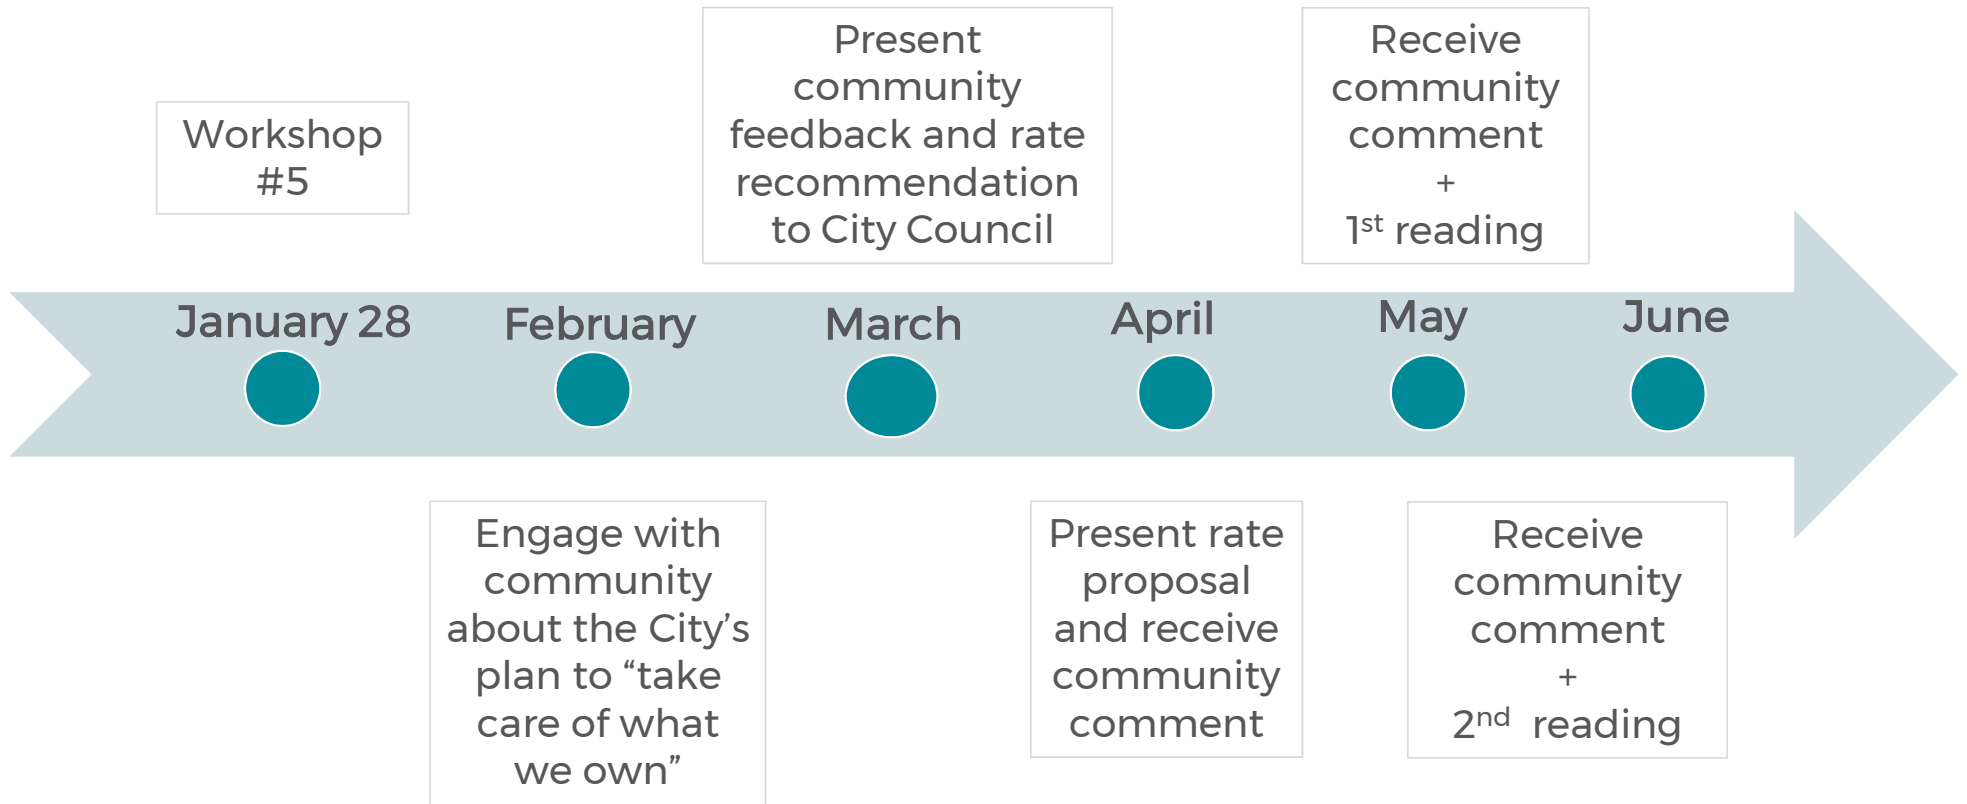 Workshop
#5
Present
community
feedback and rate
recommendation
to City Council
Receive
community
comment
+
1st reading
January 28
February
March
April
May
June
Engage with
community
about the City’s
plan to “take
care of what
we own”
Present rate
proposal
and receive
community
comment
Receive
community
comment
+
2nd reading